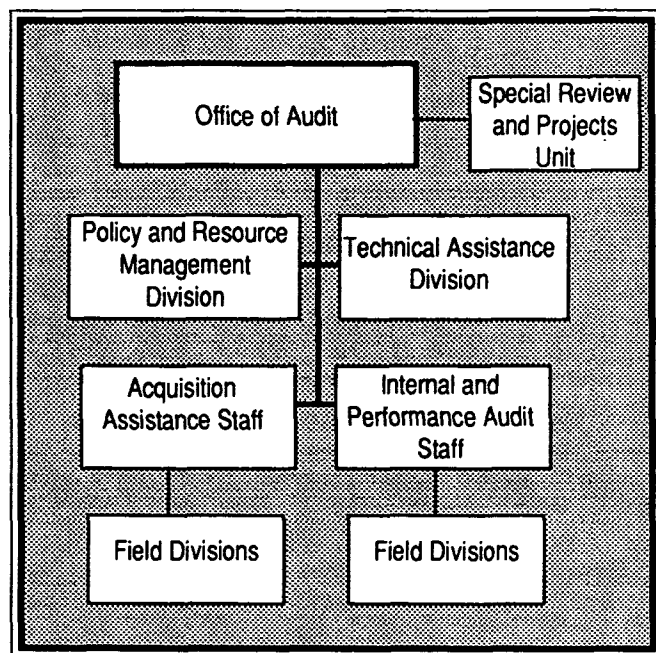 Office of Audit
Special Review
and Projects
Unit
Policy and Resource
Management
Division
Technical Assistance
Division
Acquisition
Assistance Staff
Internal and
Performance Audit
Staff
Field Divisions
Field Divisions